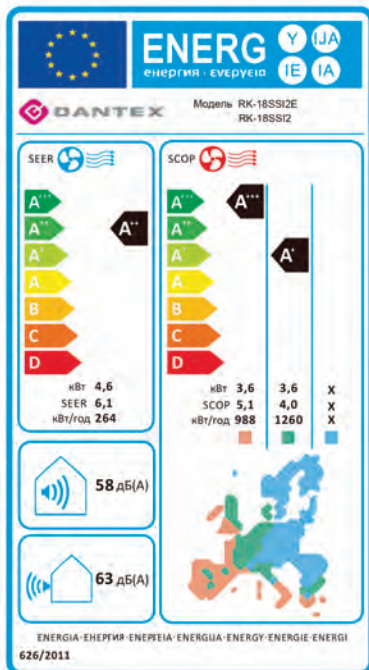 ENERG Y IJA
енергия · ενεργεια IE IA
DANTEX Модель RK-18SSI2E
RK-18SSI2
SEER
A+++
A++
A+
A
B
C
D
A++
кВт 4,6
SEER 6,1
кВт/год 264
SCOP
A+++
A++
A+
A
B
C
D
A+++
A+
кВт 3,6 3,6 X
SCOP 5,1 4,0 X
кВт/год 988 1260 X
58 дБ(А)
63 дБ(А)
ENERGIA·ЕНЕРГИЯ·ΕΝΕΡΓΕΙΑ·ENERGIJA·ENERGY·ENERGIE·ENERGI
626/2011